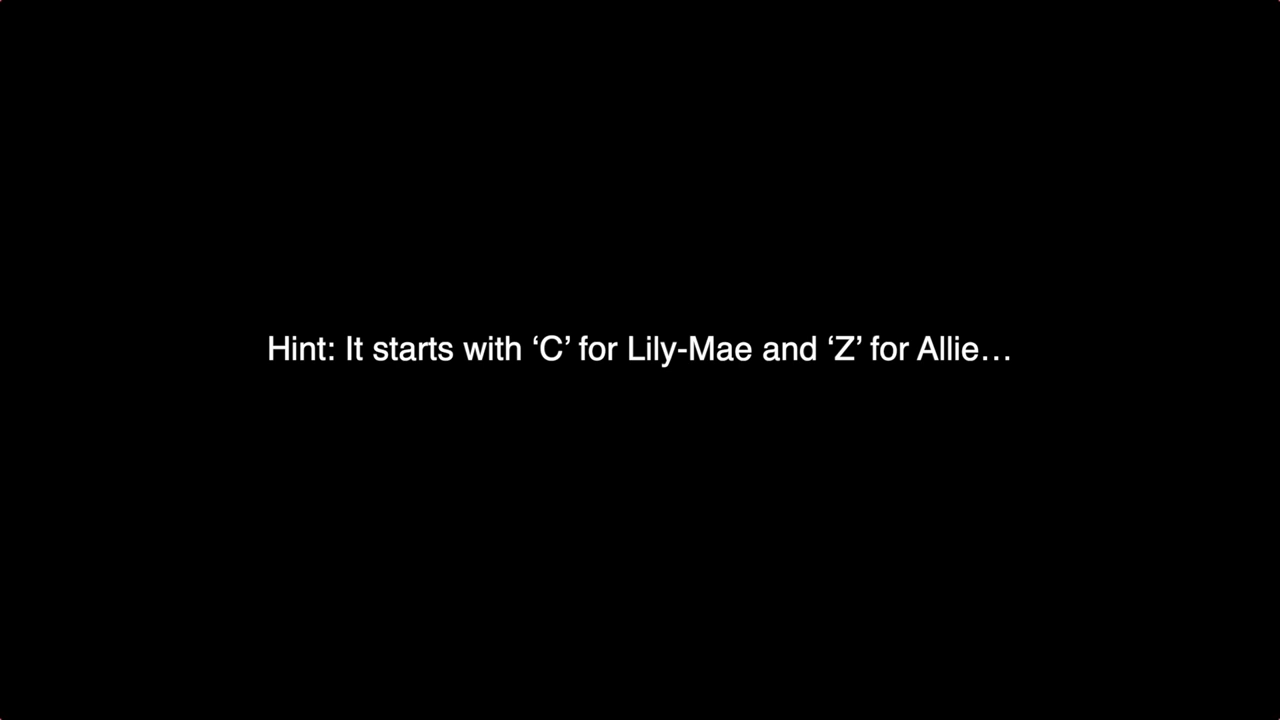 Hint: It starts with ‘C’ for Lily-Mae and ‘Z’ for Allie…